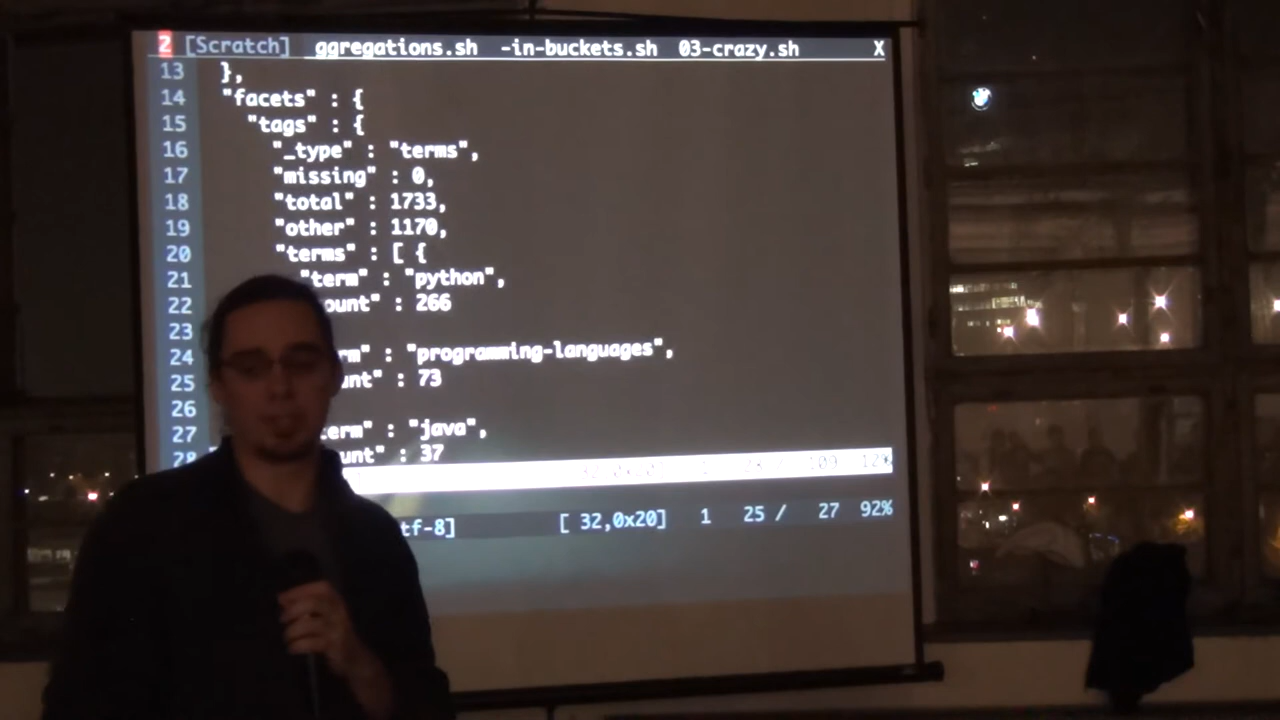 2 [Scratch] ggregations.sh -in-buckets.sh 03-crazy.sh X
13 },
14 "facets" : {
15 "tags" : {
16 "_type" : "terms",
17 "missing" : 0,
18 "total" : 1733,
19 "other" : 1170,
20 "terms" : [ {
21 "term" : "python",
22 ount" : 266
23
24 rm" : "programming-languages",
25 unt" : 73
26
27 term" : "java",
28 unt" : 37
109 12%
tf-8] [ 32,0x20] 1 25 / 27 92%